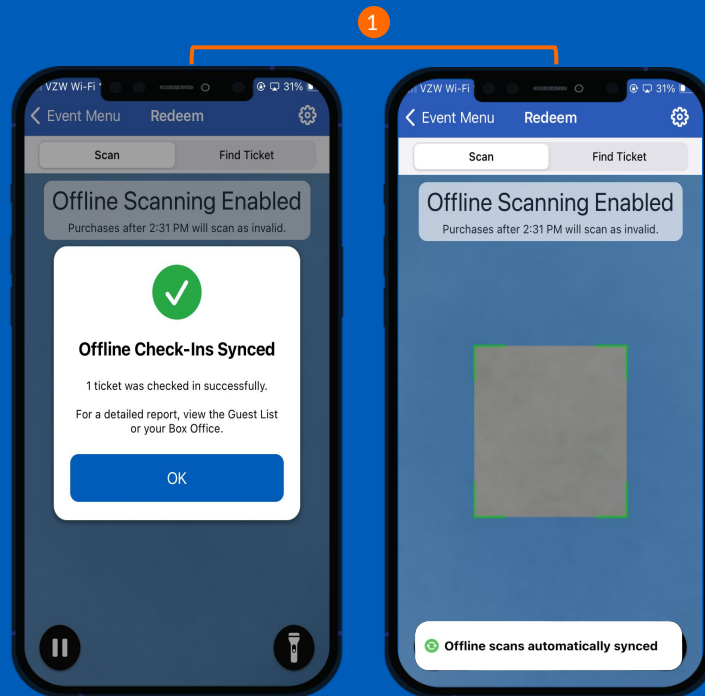 1
VZW Wi-Fi
31%
Event Menu
Redeem
Scan
Find Ticket
Offline Scanning Enabled
Purchases after 2:31 PM will scan as invalid.
Offline Check-Ins Synced
1 ticket was checked in successfully.
For a detailed report, view the Guest List
or your Box Office.
OK
VZW Wi-Fi
31%
Event Menu
Redeem
Scan
Find Ticket
Offline Scanning Enabled
Purchases after 2:31 PM will scan as invalid.
Offline scans automatically synced